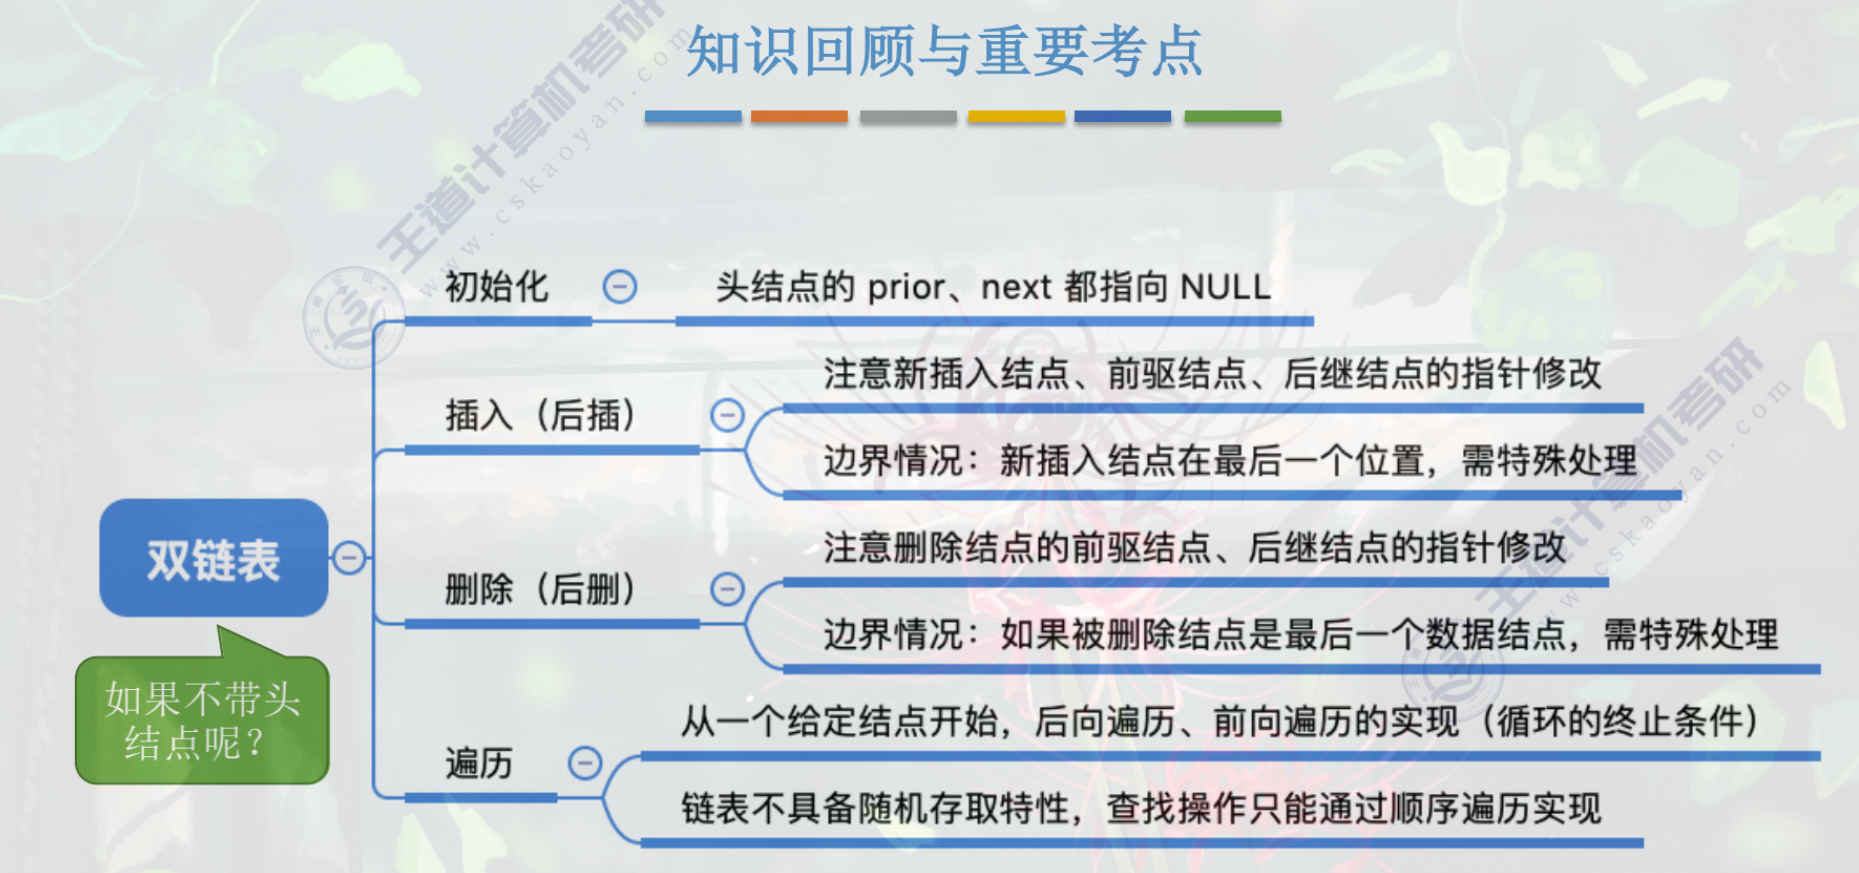 知识回顾与重要考点
王道计算机考研
www.cskaoyan.com
初始化
头结点的 prior、next 都指向 NULL
插入（后插）
注意新插入结点、前驱结点、后继结点的指针修改
边界情况：新插入结点在最后一个位置，需特殊处理
双链表
如果不带头
结点呢？
删除（后删）
注意删除结点的前驱结点、后继结点的指针修改
边界情况：如果被删除结点是最后一个数据结点，需特殊处理
遍历
从一个给定结点开始，后向遍历、前向遍历的实现（循环的终止条件）
链表不具备随机存取特性，查找操作只能通过顺序遍历实现
王道计算机考研
www.cskaoyan.com